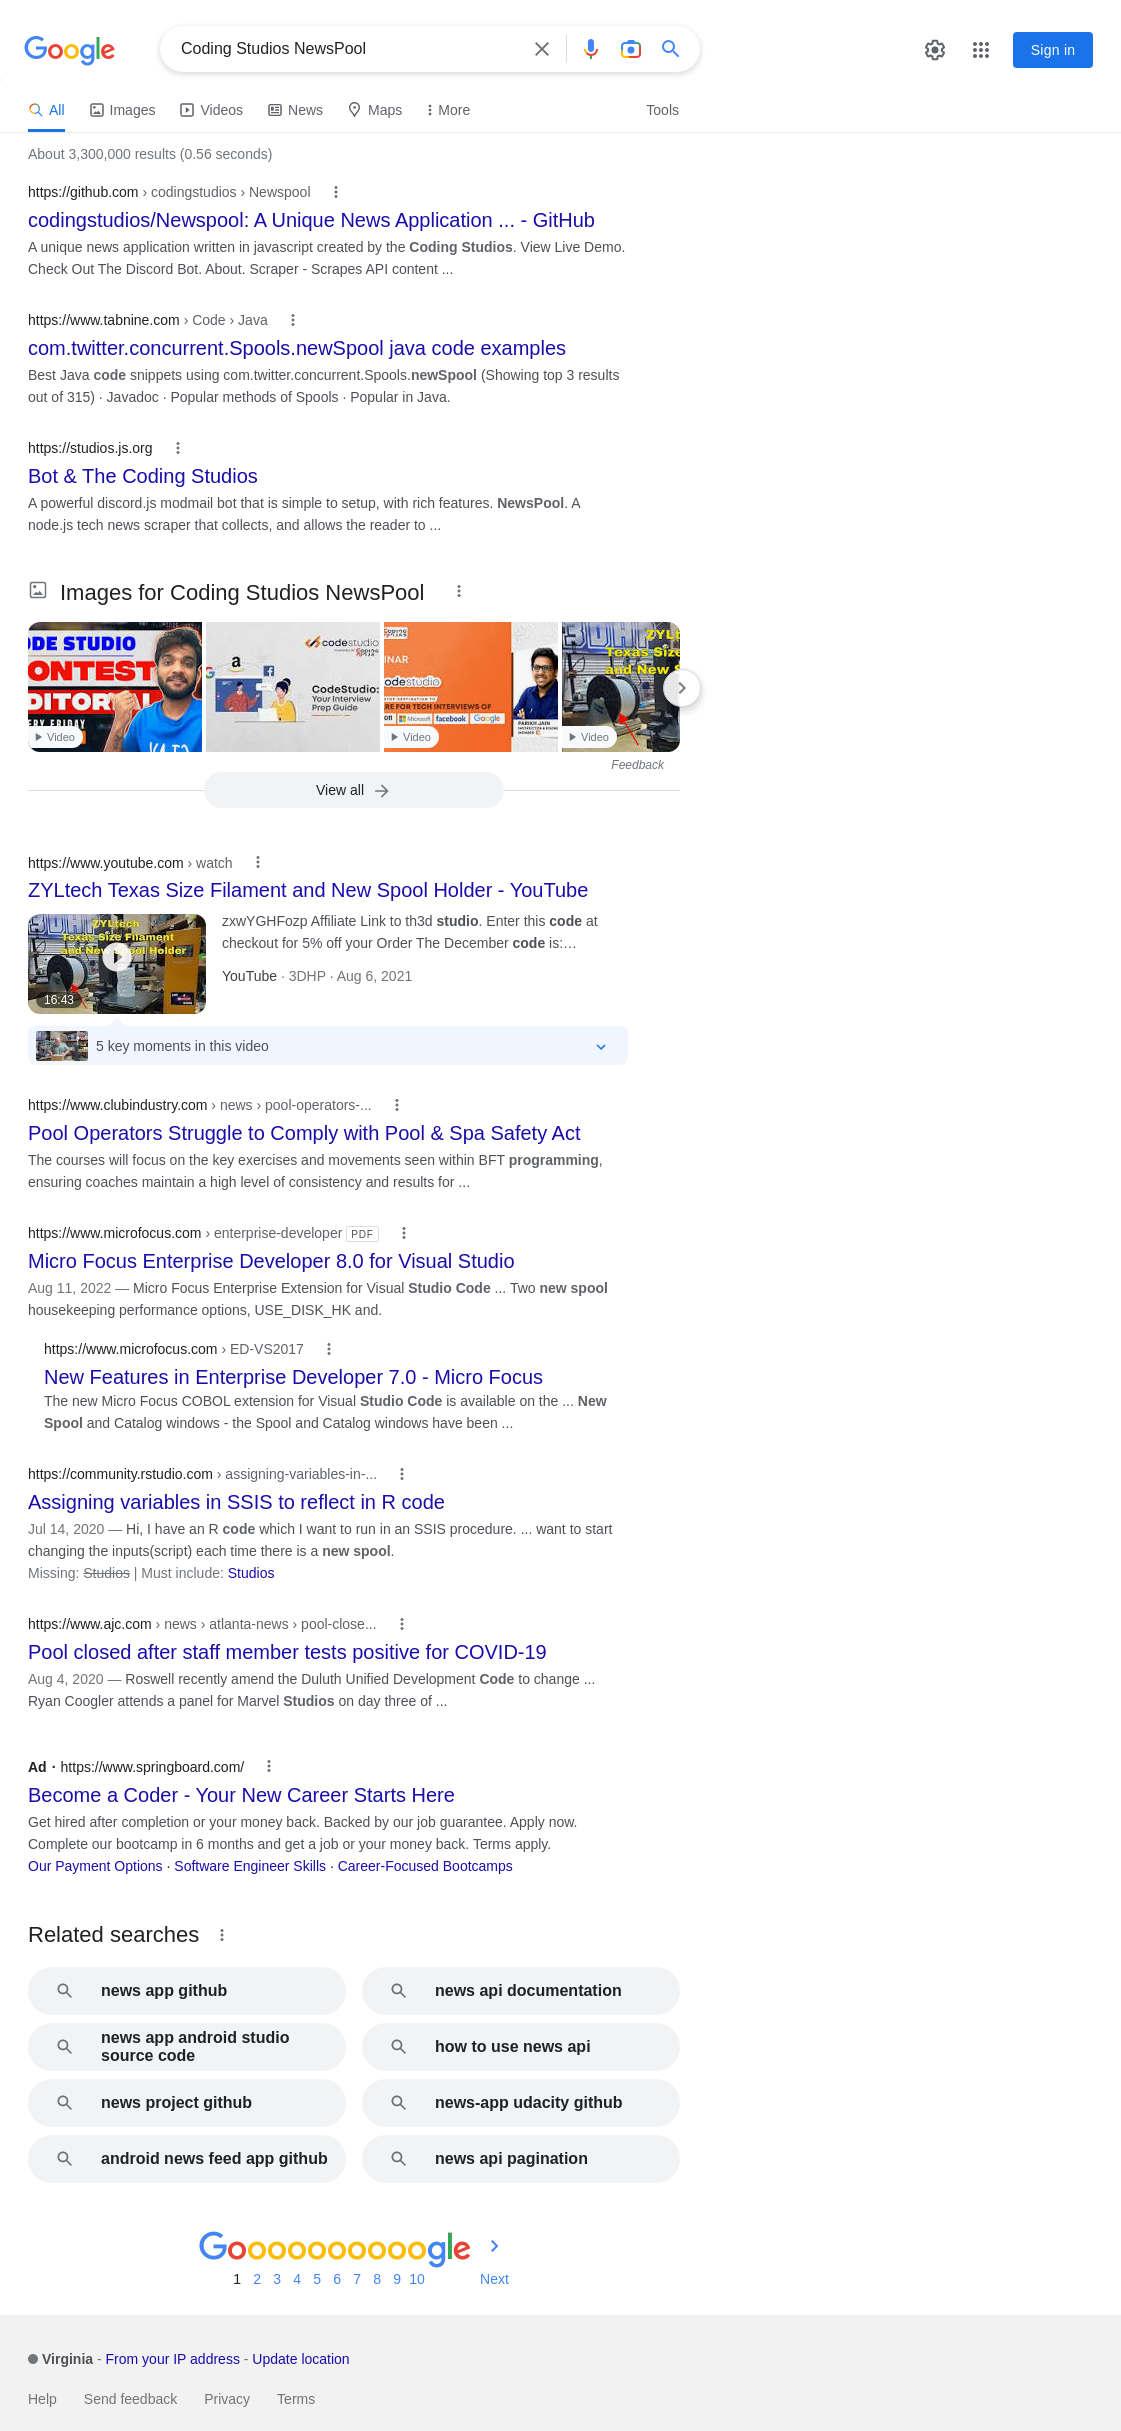 Google
Coding Studios NewsPool
Sign in
All
Images
Videos
News
Maps
More
Tools
About 3,300,000 results (0.56 seconds)
https://github.com › codingstudios › Newspool
codingstudios/Newspool: A Unique News Application ... - GitHub
A unique news application written in javascript created by the Coding Studios. View Live Demo.
Check Out The Discord Bot. About. Scraper - Scrapes API content ...
https://www.tabnine.com › Code › Java
com.twitter.concurrent.Spools.newSpool java code examples
Best Java code snippets using com.twitter.concurrent.Spools.newSpool (Showing top 3 results
out of 315) · Javadoc · Popular methods of Spools · Popular in Java.
https://studios.js.org
Bot & The Coding Studios
A powerful discord.js modmail bot that is simple to setup, with rich features. NewsPool. A
node.js tech news scraper that collects, and allows the reader to ...
Images for Coding Studios NewsPool
ODE STUDIO
ONTEST
DITORIAL
ERY FRIDAY
Video
codestudio
CodeStudio:
Your Interview
Prep Guide
INAR
odestudio
RE FOR TECH INTERVIEWS OF
on Microsoft facebook Google
PARIKH JAIN
Video
3DHP
ZYLt
Texas Size
and New S
Video
Feedback
View all
https://www.youtube.com › watch
ZYLtech Texas Size Filament and New Spool Holder - YouTube
3DHP
ZYLtech
Texas Size Filament
and New Spool Holder
16:43
zxwYGHFozp Affiliate Link to th3d studio. Enter this code at
checkout for 5% off your Order The December code is:…
YouTube · 3DHP · Aug 6, 2021
5 key moments in this video
https://www.clubindustry.com › news › pool-operators-...
Pool Operators Struggle to Comply with Pool & Spa Safety Act
The courses will focus on the key exercises and movements seen within BFT programming,
ensuring coaches maintain a high level of consistency and results for ...
https://www.microfocus.com › enterprise-developer PDF
Micro Focus Enterprise Developer 8.0 for Visual Studio
Aug 11, 2022 — Micro Focus Enterprise Extension for Visual Studio Code ... Two new spool
housekeeping performance options, USE_DISK_HK and.
https://www.microfocus.com › ED-VS2017
New Features in Enterprise Developer 7.0 - Micro Focus
The new Micro Focus COBOL extension for Visual Studio Code is available on the ... New
Spool and Catalog windows - the Spool and Catalog windows have been ...
https://community.rstudio.com › assigning-variables-in-...
Assigning variables in SSIS to reflect in R code
Jul 14, 2020 — Hi, I have an R code which I want to run in an SSIS procedure. ... want to start
changing the inputs(script) each time there is a new spool.
Missing: Studios | Must include: Studios
https://www.ajc.com › news › atlanta-news › pool-close...
Pool closed after staff member tests positive for COVID-19
Aug 4, 2020 — Roswell recently amend the Duluth Unified Development Code to change ...
Ryan Coogler attends a panel for Marvel Studios on day three of ...
Ad · https://www.springboard.com/
Become a Coder - Your New Career Starts Here
Get hired after completion or your money back. Backed by our job guarantee. Apply now.
Complete our bootcamp in 6 months and get a job or your money back. Terms apply.
Our Payment Options · Software Engineer Skills · Career-Focused Bootcamps
Related searches
news app github
news api documentation
news app android studio
source code
how to use news api
news project github
news-app udacity github
android news feed app github
news api pagination
Goooooooooogle
1 2 3 4 5 6 7 8 9 10 Next
Virginia - From your IP address - Update location
Help Send feedback Privacy Terms